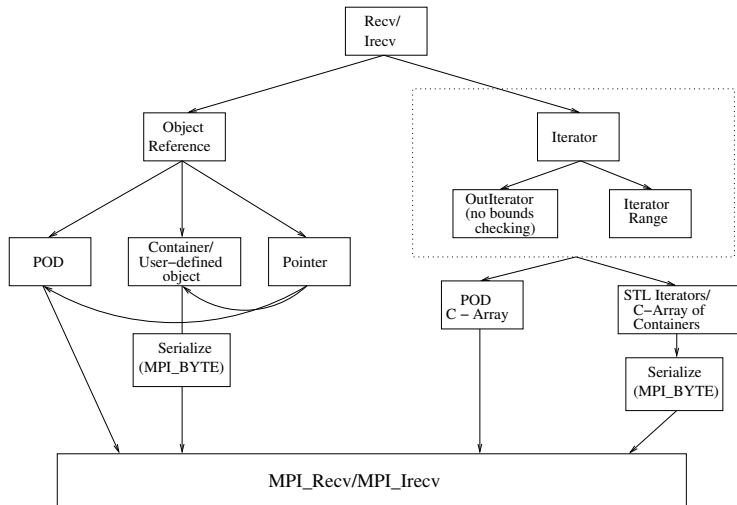 Recv/
Irecv
Object
Reference
Iterator
OutIterator
(no bounds
checking)
Iterator
Range
POD
Container/
User-defined
object
Pointer
POD
C - Array
STL Iterators/
C-Array of
Containers
Serialize
(MPI_BYTE)
Serialize
(MPI_BYTE)
MPI_Recv/MPI_Irecv